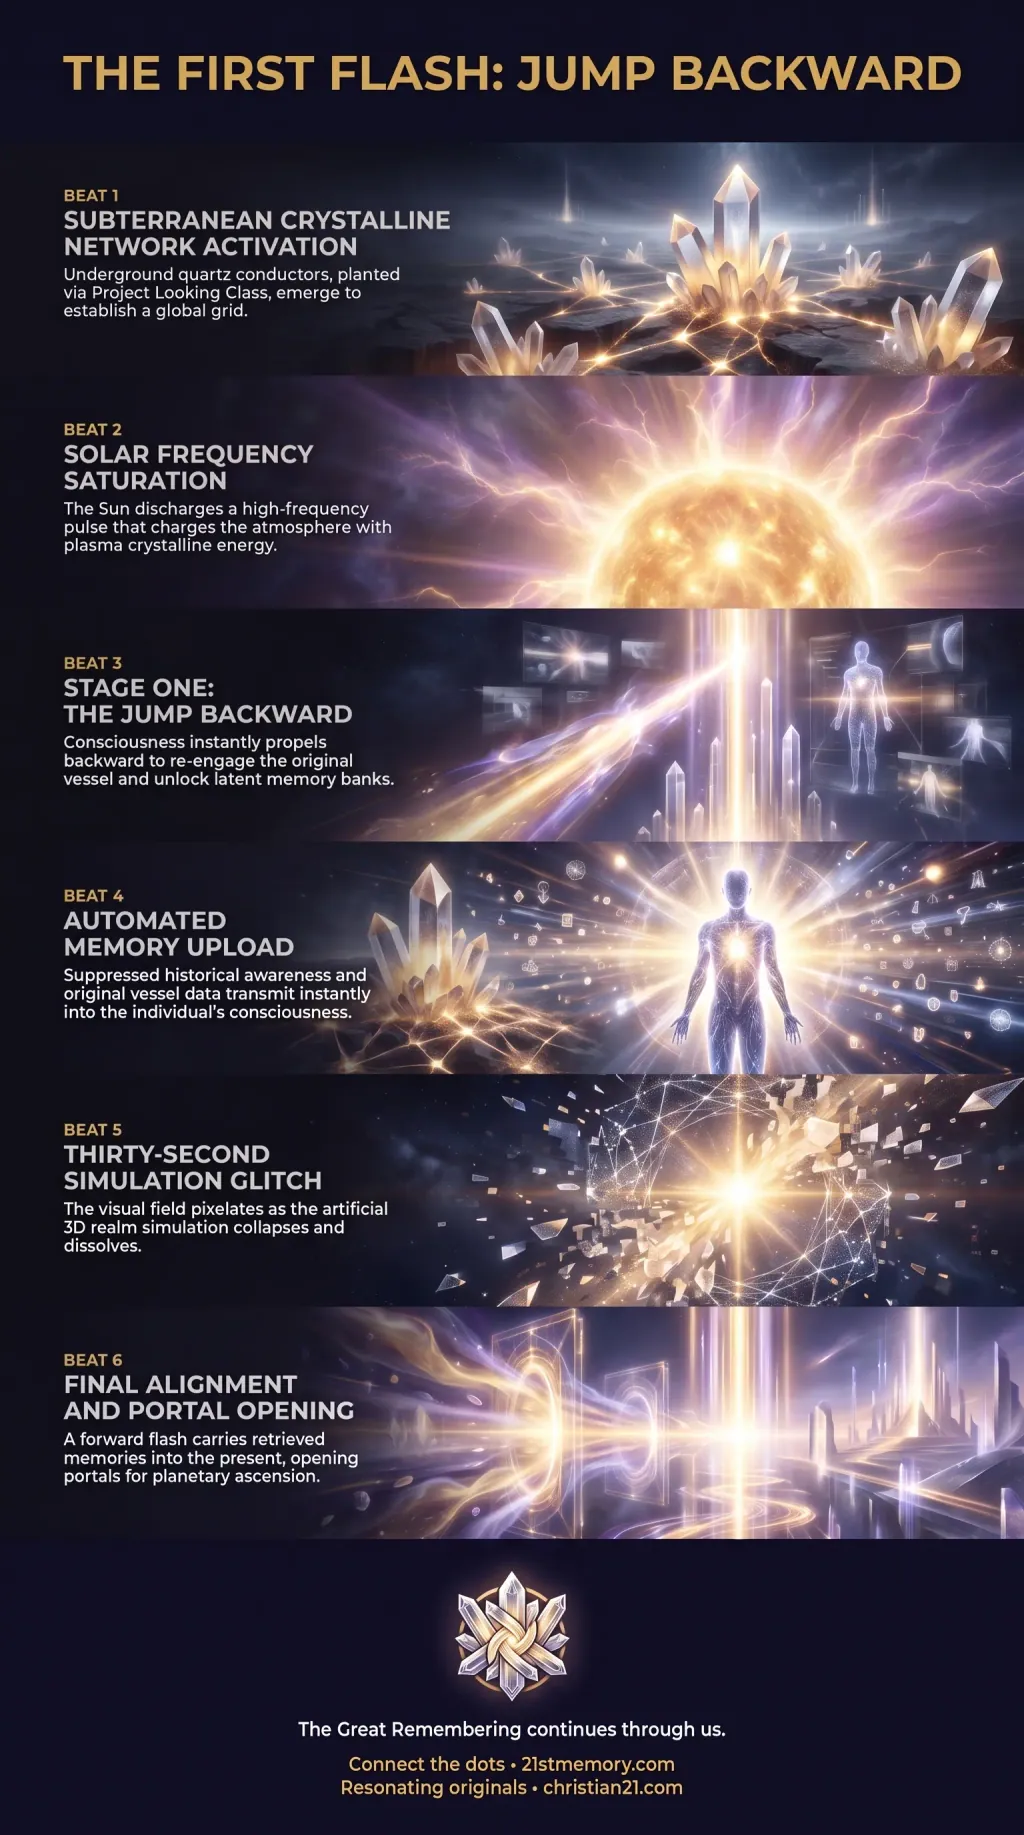 THE FIRST FLASH: JUMP BACKWARD
BEAT 1
SUBTERRANEAN CRYSTALLINE
NETWORK ACTIVATION
Underground quartz conductors, planted
via Project Looking Class, emerge to
establish a global grid.
BEAT 2
SOLAR FREQUENCY
SATURATION
The Sun discharges a high-frequency
pulse that charges the atmosphere with
plasma crystalline energy.
BEAT 3
STAGE ONE:
THE JUMP BACKWARD
Consciousness instantly propels
backward to re-engage the original
vessel and unlock latent memory banks.
BEAT 4
AUTOMATED
MEMORY UPLOAD
Suppressed historical awareness and
original vessel data transmit instantly
into the individual's consciousness.
BEAT 5
THIRTY-SECOND
SIMULATION GLITCH
The visual field pixelates as the artificial
3D realm simulation collapses and
dissolves.
BEAT 6
FINAL ALIGNMENT
AND PORTAL OPENING
A forward flash carries retrieved
memories into the present, opening
portals for planetary ascension.
The Great Remembering continues through us.
Connect the dots • 21stmemory.com
Resonating originals • christian21.com